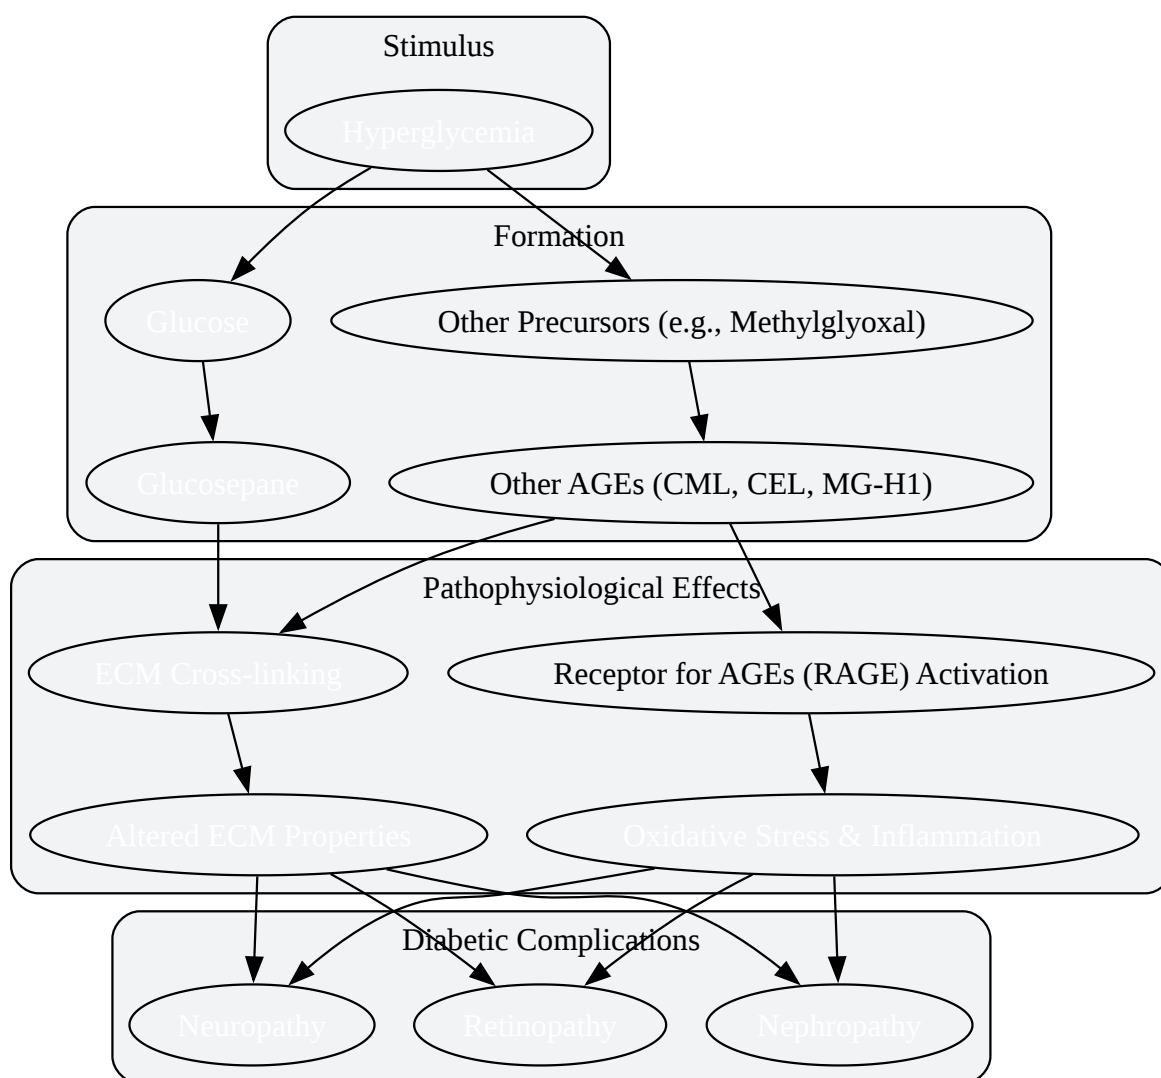 Stimulus
Hyperglycemia
Formation
Glucose
Other Precursors (e.g., Methylglyoxal)
Glucosepane
Other AGEs (CML, CEL, MG-H1)
Pathophysiological Effects
ECM Cross-linking
Receptor for AGEs (RAGE) Activation
Altered ECM Properties
Oxidative Stress & Inflammation
Diabetic Complications
Neuropathy
Retinopathy
Nephropathy